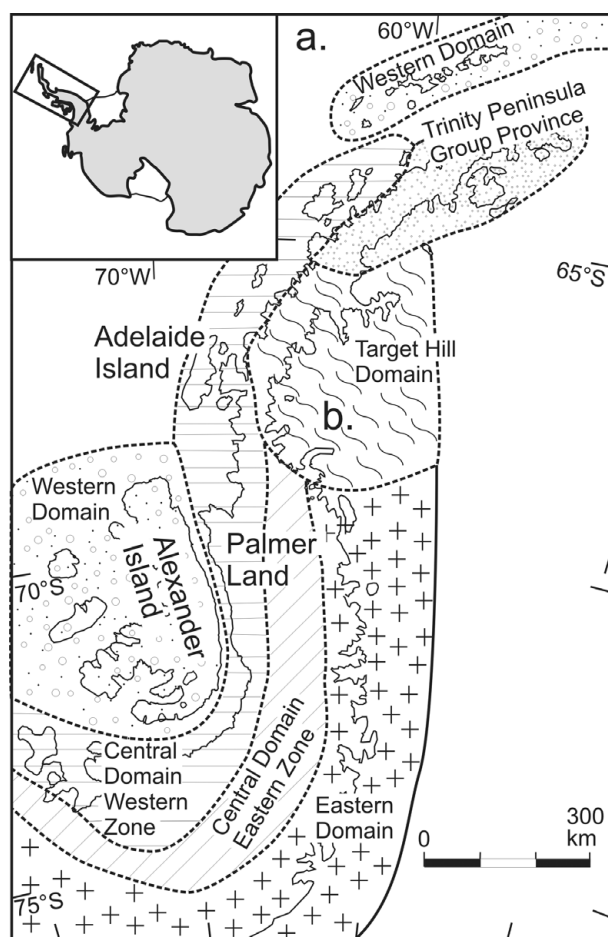 a.
60°W
Western Domain
Trinity Peninsula
Group Province
70°W
65°S
Adelaide
Island
Target Hill
Domain
b.
Western
Domain
Palmer
Land
70°S
Alexander
Island
Central
Domain
Western
Zone
Central Domain
Eastern Zone
Eastern
Domain
0
300
km
75°S